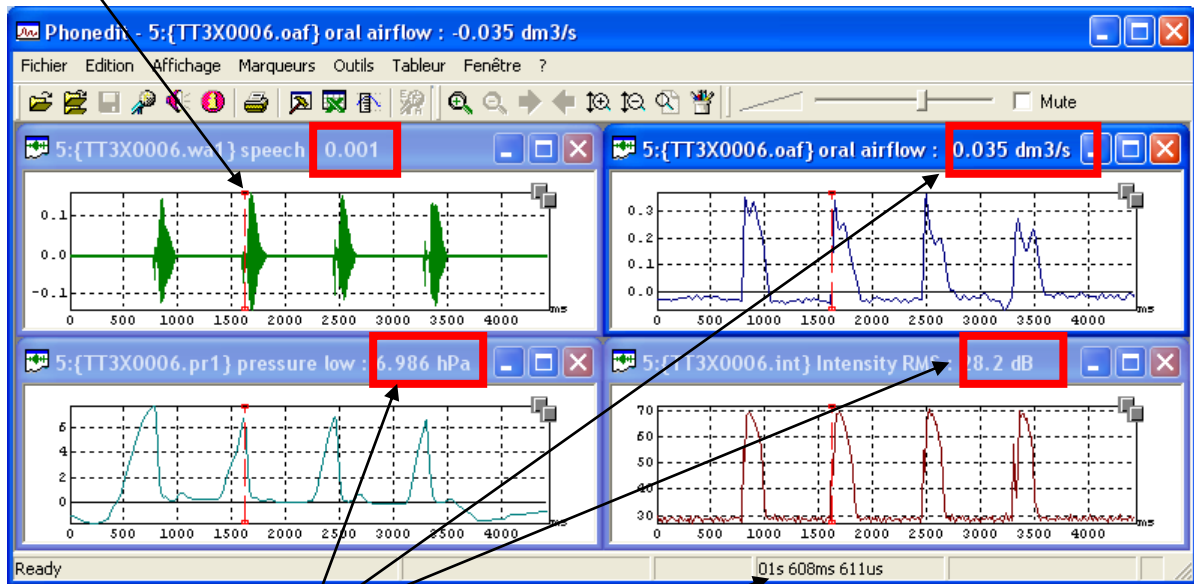 Phonedit - 5:{TT3X0006.oaf} oral airflow : -0.035 dm3/s
Fichier Edition Affichage Marqueurs Outils Tableur Fenêtre ?
Mute
5:{TT3X0006.wa1} speech 0.001
0.1
0.0
-0.1
0 500 1000 1500 2000 2500 3000 3500 4000 ms
5:{TT3X0006.oaf} oral airflow : 0.035 dm3/s
0.3
0.2
0.1
0.0
0 500 1000 1500 2000 2500 3000 3500 4000 ms
5:{TT3X0006.pr1} pressure low : 6.986 hPa
6
4
2
0
0 500 1000 1500 2000 2500 3000 3500 4000 ms
5:{TT3X0006.int} Intensity RMS : 28.2 dB
70
60
50
40
30
0 500 1000 1500 2000 2500 3000 3500 4000 ms
Ready 01s 608ms 611us